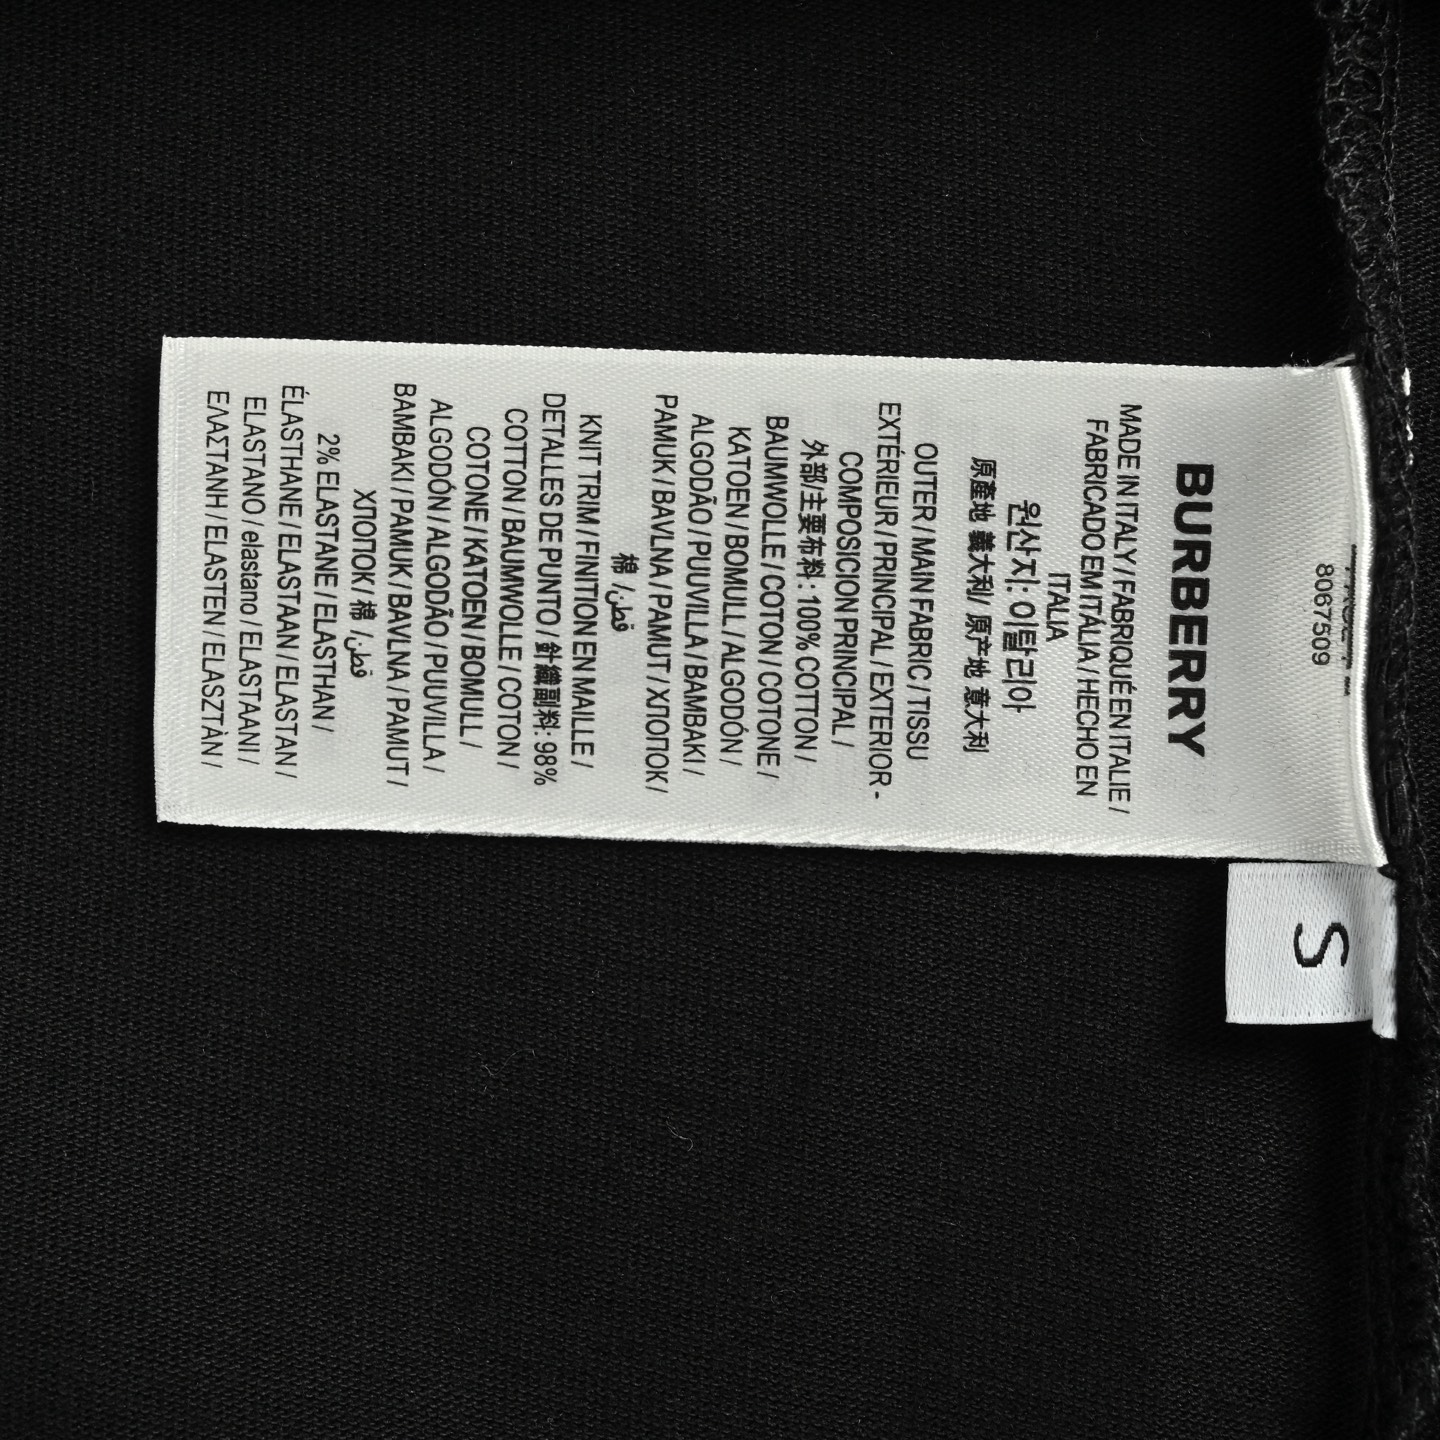 8067509
BURBERRY
MADE IN ITALY / FABRIQUÉ EN ITALIE /
FABRICADO EM ITÁLIA / HECHO EN
ITALIA
원산지: 이탈리아
原產地 義大利/ 原产地 意大利
OUTER / MAIN FABRIC / TISSU
EXTÉRIEUR / PRINCIPAL / EXTERIOR -
COMPOSICION PRINCIPAL /
外部/主要布料: 100% COTTON /
BAUMWOLLE / COTON / COTONE /
KATOEN / BOMULL / ALGODÓN /
ALGODÃO / PUUVILLA / BAMBAKI /
PAMUK / BAVLNA / PAMUT / ХЛОПОК /
棉 / قطن
KNIT TRIM / FINITION EN MAILLE /
DETALLES DE PUNTO / 針織副料: 98%
COTTON / BAUMWOLLE / COTON /
COTONE / KATOEN / BOMULL /
ALGODÓN / ALGODÃO / PUUVILLA /
BAMBAKI / PAMUK / BAVLNA / PAMUT /
ХЛОПОК / 棉 / قطن
2% ELASTANE / ELASTHAN /
ÉLASTHANE / ELASTAAN / ELASTAN /
ELASTANO / elastano / ELASTAANI /
ΕΛΑΣΤΑΝΗ / ELASTEN / ELASZTÀN /
S